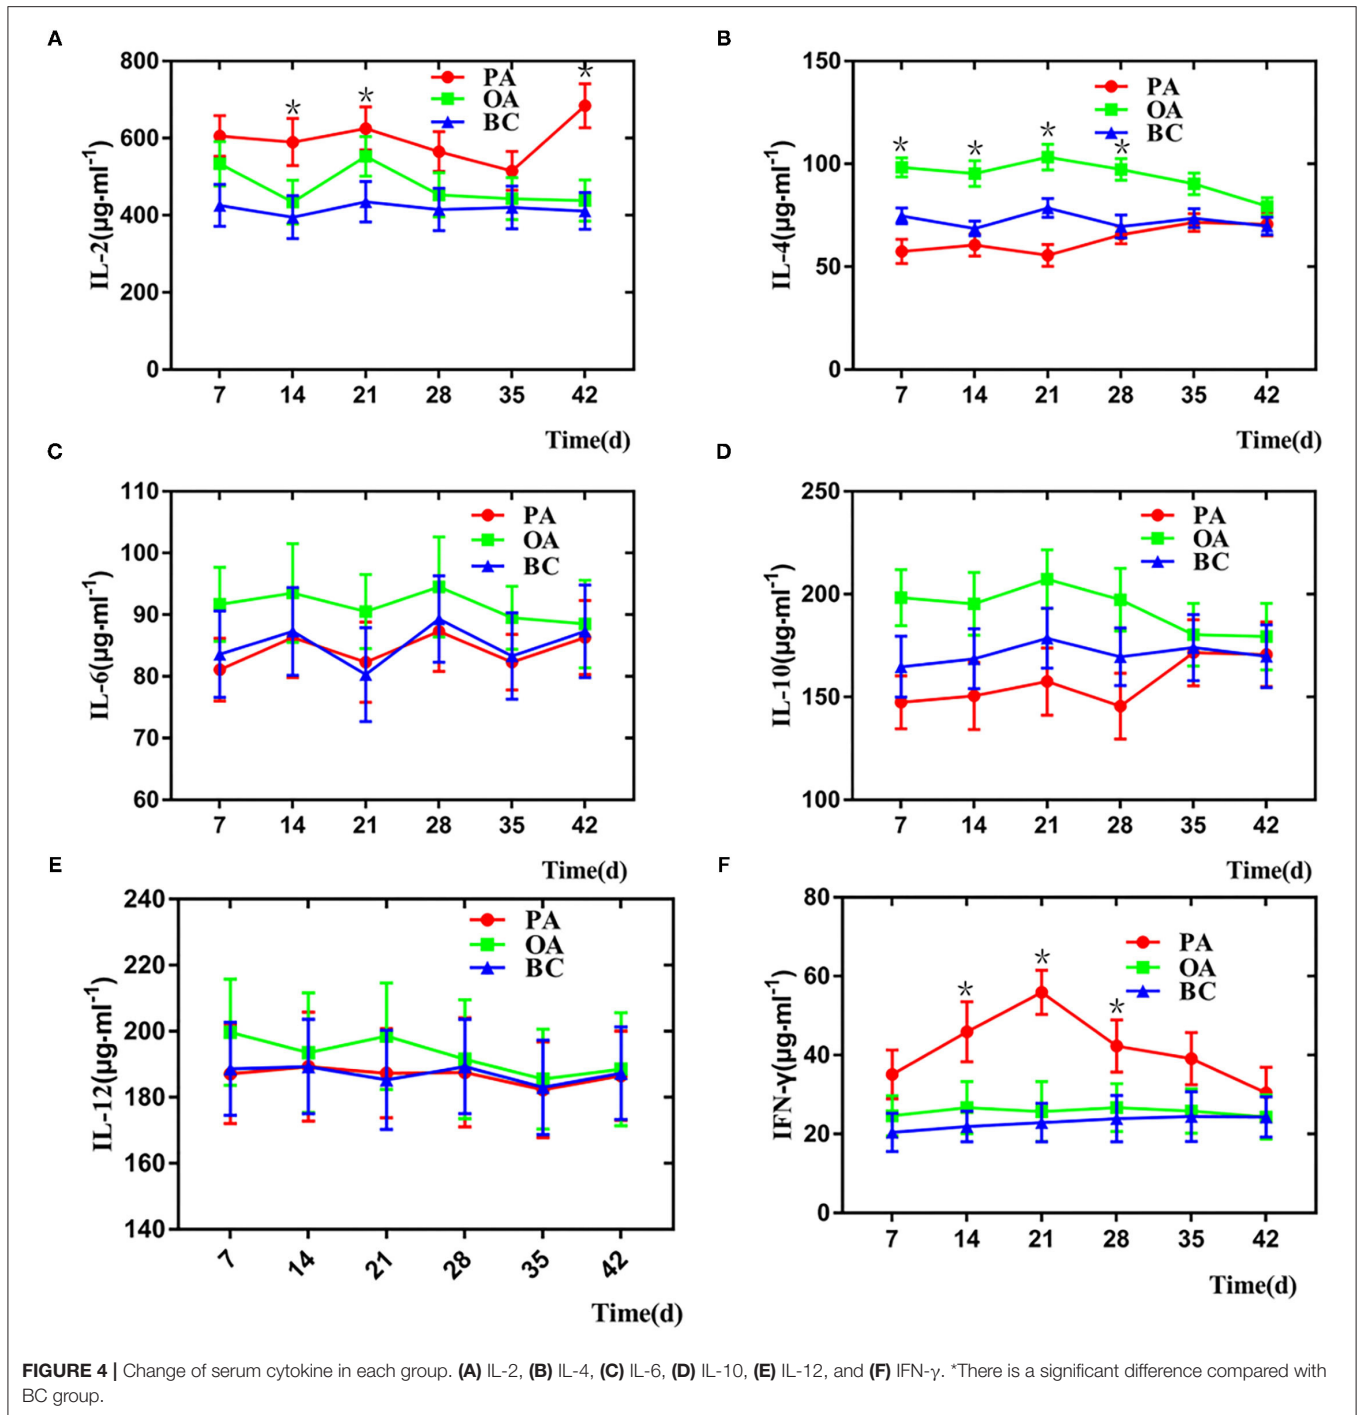 A
800
600
400
200
0
IL-2(μg·ml⁻¹)
PA
OA
BC
*
*
*
7 14 21 28 35 42
Time(d)
B
150
100
50
0
IL-4(μg·ml⁻¹)
PA
OA
BC
*
*
*
*
7 14 21 28 35 42
Time(d)
C
110
100
90
80
70
60
IL-6(μg·ml⁻¹)
PA
OA
BC
7 14 21 28 35 42
Time(d)
D
250
200
150
100
IL-10(μg·ml⁻¹)
PA
OA
BC
7 14 21 28 35 42
Time(d)
E
240
220
200
180
160
140
IL-12(μg·ml⁻¹)
PA
OA
BC
7 14 21 28 35 42
Time(d)
F
80
60
40
20
0
IFN-γ(μg·ml⁻¹)
PA
OA
BC
*
*
*
7 14 21 28 35 42
Time(d)
FIGURE 4 | Change of serum cytokine in each group. (A) IL-2, (B) IL-4, (C) IL-6, (D) IL-10, (E) IL-12, and (F) IFN-γ. *There is a significant difference compared with
BC group.